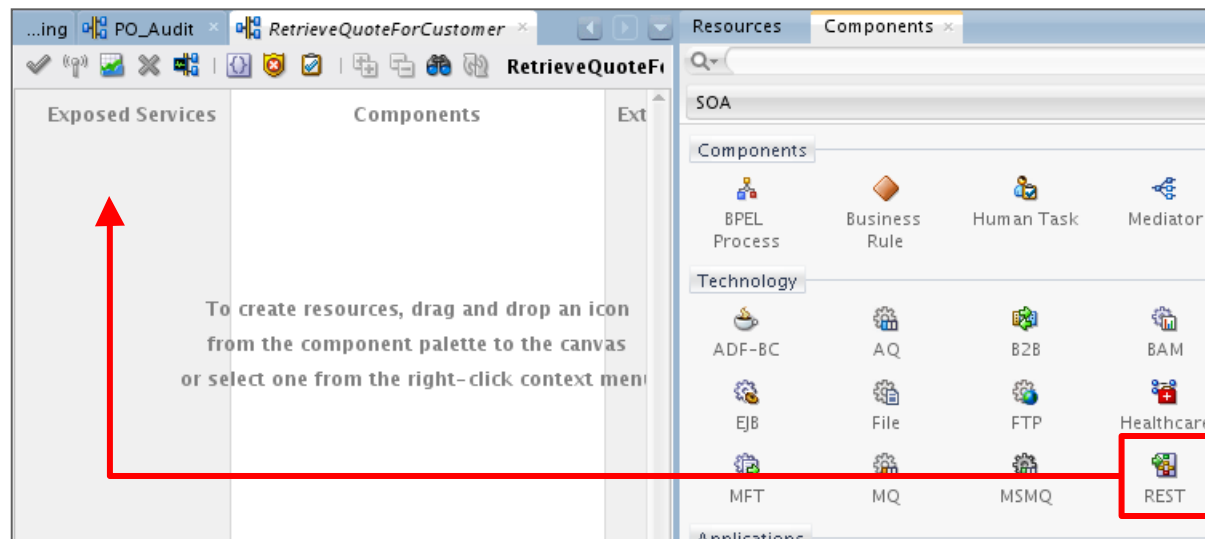 ...ing PO_Audit RetrieveQuoteForCustomer
RetrieveQuoteF
Exposed Services
Components
Ext
To create resources, drag and drop an icon
from the component palette to the canvas
or select one from the right-click context men
Resources Components
SOA
Components
BPEL Process
Business Rule
Human Task
Mediator
Technology
ADF-BC
AQ
B2B
BAM
EJB
File
FTP
Healthcare
MFT
MQ
MSMQ
REST
Applications